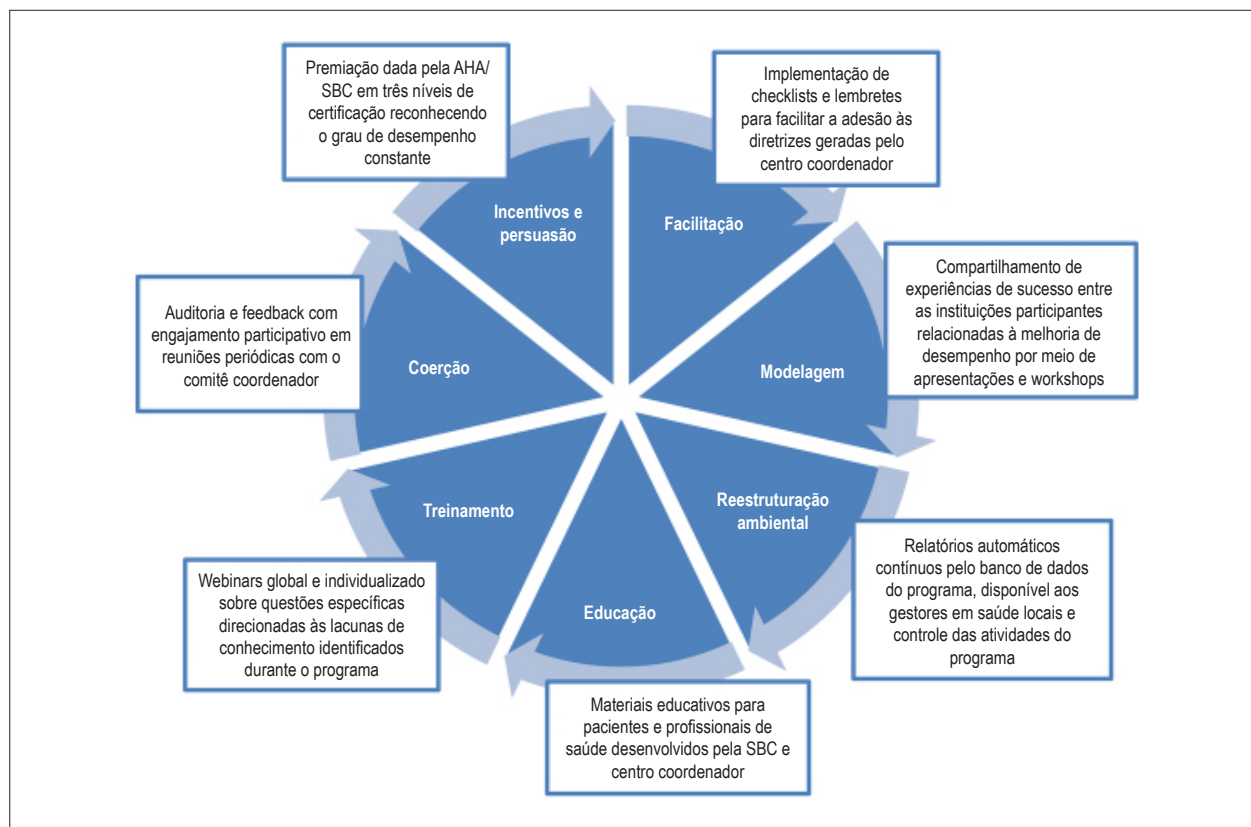 Premiação dada pela AHA/
SBC em três níveis de
certificação reconhecendo
o grau de desempenho
constante
Implementação de
checklists e lembretes
para facilitar a adesão às
diretrizes geradas pelo
centro coordenador
Incentivos e
persuasão
Facilitação
Auditoria e feedback com
engajamento participativo em
reuniões periódicas com o
comitê coordenador
Coerção
Modelagem
Compartilhamento de
experiências de sucesso entre
as instituições participantes
relacionadas à melhoria de
desempenho por meio de
apresentações e workshops
Treinamento
Reestruturação
ambiental
Webinars global e individualizado
sobre questões específicas
direcionadas às lacunas de
conhecimento identificados
durante o programa
Educação
Relatórios automáticos
contínuos pelo banco de dados
do programa, disponível aos
gestores em saúde locais e
controle das atividades do
programa
Materiais educativos para
pacientes e profissionais de
saúde desenvolvidos pela SBC e
centro coordenador